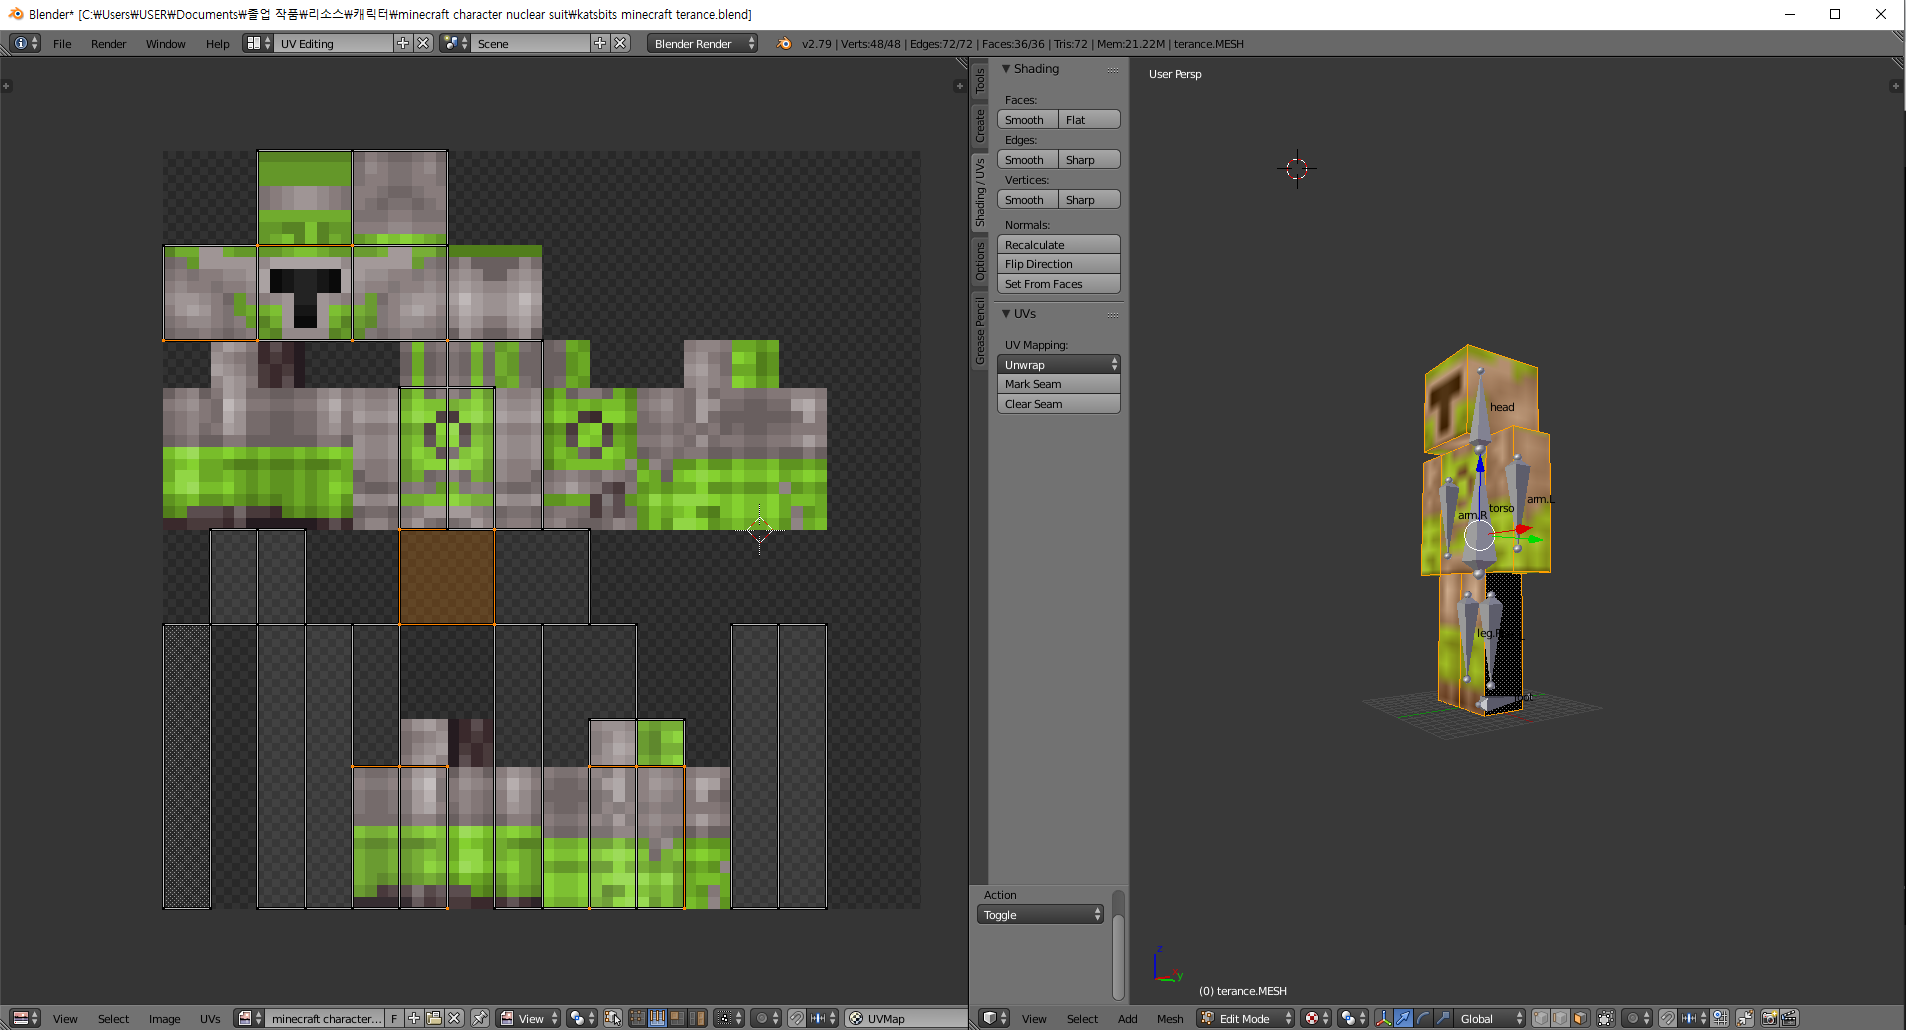 Blender* [C:₩Users₩USER₩Documents₩졸업 작품₩리소스₩캐릭터₩minecraft character nuclear suit₩katsbits minecraft terance.blend]
File Render Window Help UV Editing Scene Blender Render v2.79 | Verts:48/48 | Edges:72/72 | Faces:36/36 | Tris:72 | Mem:21.22M | terance.MESH
Tools
Create
Shading / UVs
Options
Grease Pencil
Shading
Faces:
Smooth Flat
Edges:
Smooth Sharp
Vertices:
Smooth Sharp
Normals:
Recalculate
Flip Direction
Set From Faces
UVs
UV Mapping:
Unwrap
Mark Seam
Clear Seam
Action
Toggle
User Persp
head
arm.L
torso
arm.R
z
y
(0) terance.MESH
View Select Image UVs minecraft character... F View UVMap
View Select Add Mesh Edit Mode Global